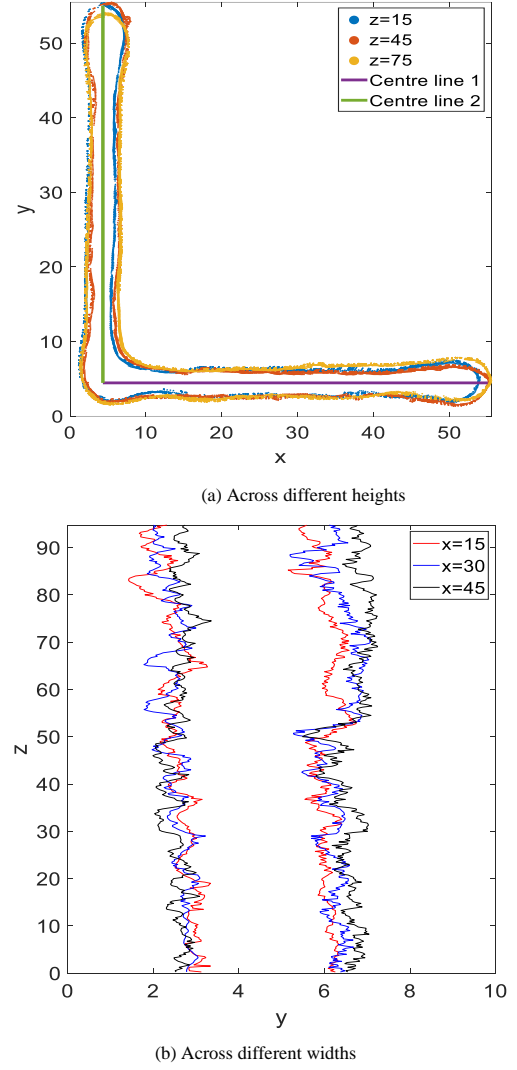 z=15
z=45
z=75
Centre line 1
Centre line 2
50
40
30
20
10
0
y
0 10 20 30 40 50
x
(a) Across different heights
x=15
x=30
x=45
90
80
70
60
50
40
30
20
10
0
z
0 2 4 6 8 10
y
(b) Across different widths